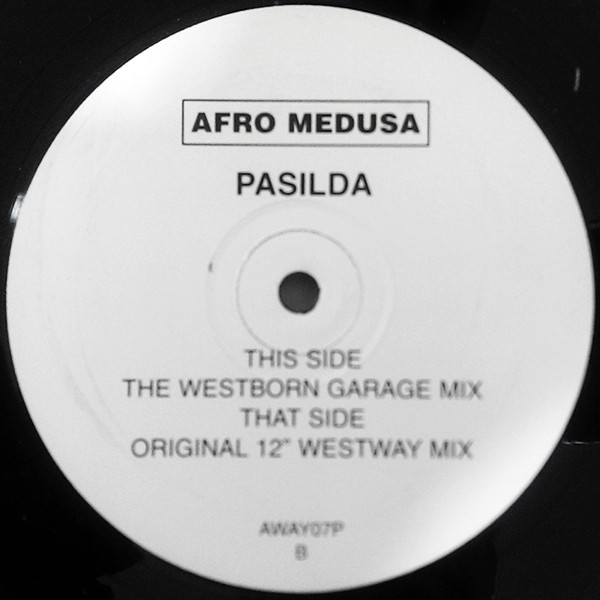 AFRO MEDUSA
PASILDA
THIS SIDE
THE WESTBORN GARAGE MIX
THAT SIDE
ORIGINAL 12" WESTWAY MIX
AWAY07P
B